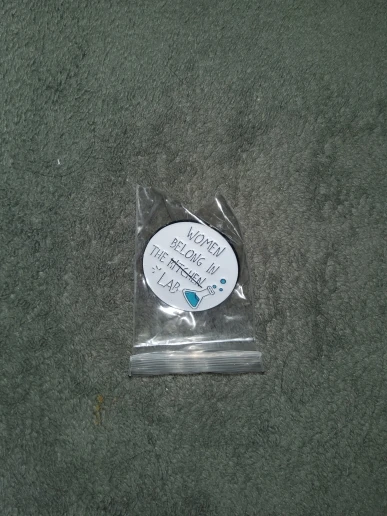 WOMEN
BELONG IN
THE KITCHEN
LAB